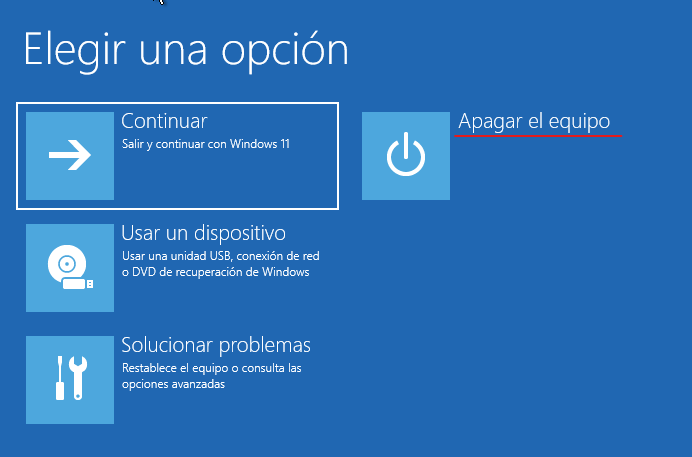 Elegir una opción
Continuar
Salir y continuar con Windows 11
Apagar el equipo
Usar un dispositivo
Usar una unidad USB, conexión de red
o DVD de recuperación de Windows
Solucionar problemas
Restablece el equipo o consulta las
opciones avanzadas